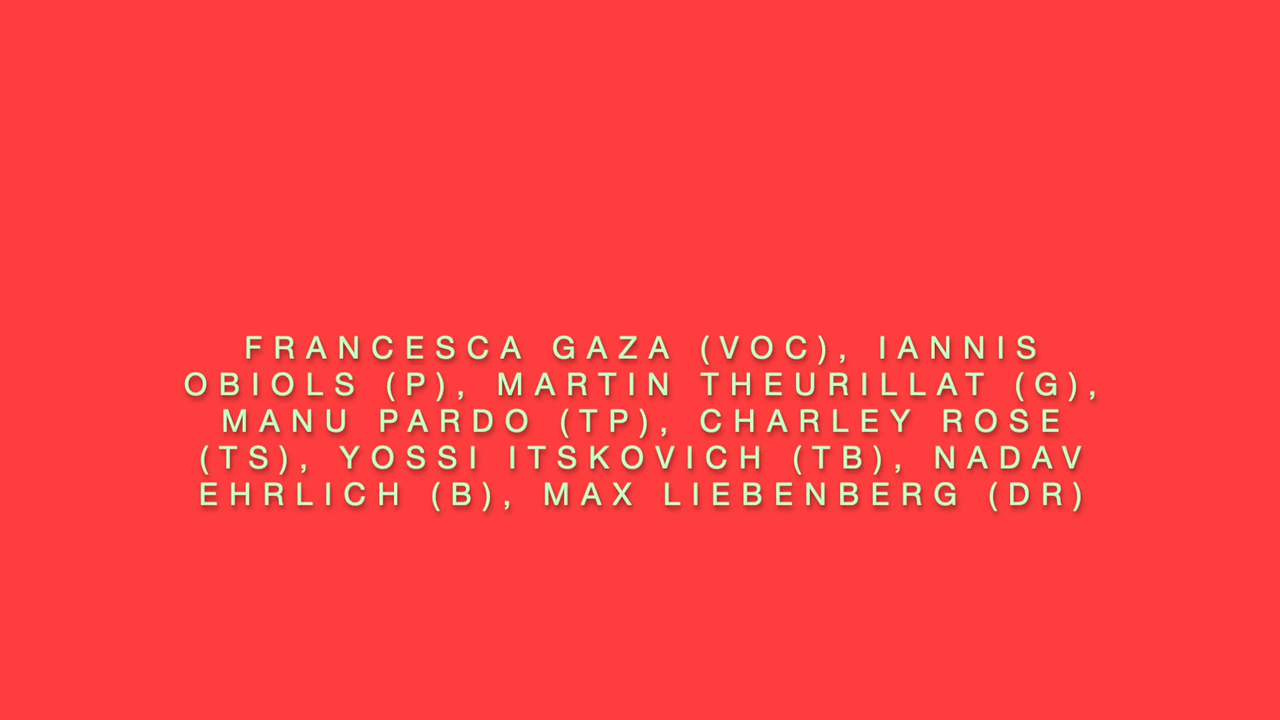 FRANCESCA GAZA (VOC), IANNIS
OBIOLS (P), MARTIN THEURILLAT (G),
MANU PARDO (TP), CHARLEY ROSE
(TS), YOSSI ITSKOVICH (TB), NADAV
EHRLICH (B), MAX LIEBENBERG (DR)